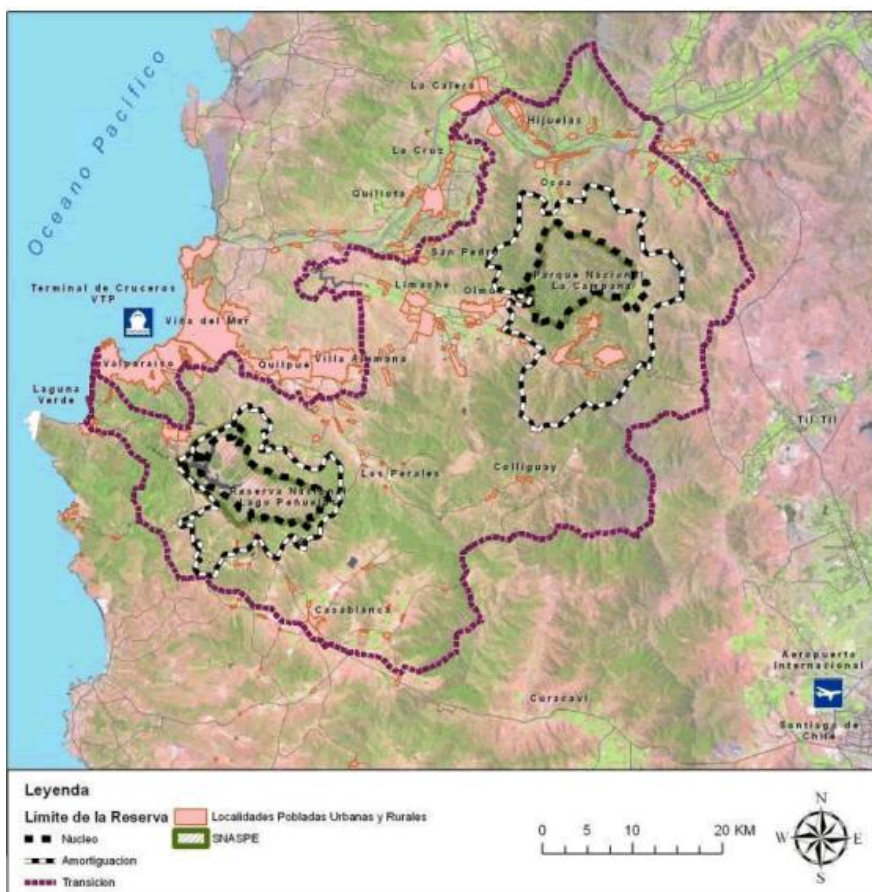 Oceano Pacífico
La Calera
Hijuelas
La Cruz
Ocoa
Quillota
San Pedro
Parque Nacional
La Campana
Limache
Terminal de Cruceros
VTP
Viña del Mar
Valparaiso
Quilpue
Villa Alemana
Laguna
Verde
Til Til
Los Perales
Colliguay
Reserva Nacional
Casablanca
Aeropuerto
Internacional
Curacavi
Santiago de
Chile
Leyenda
Limite de la Reserva
Nucleo
Amortiguacion
Transicion
Localidades Pobladas Urbanas y Rurales
SNASPE
0 5 10 20 KM
N
W E
S